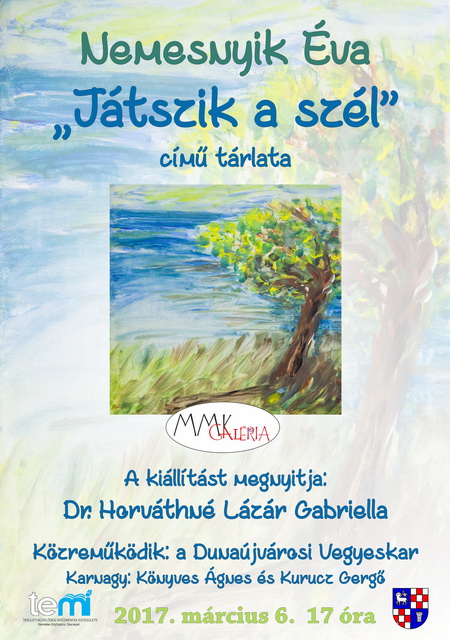 Nemesnyik Éva
„Játszik a szél”
című tárlata
MMK GALERIA
A kiállítást megnyitja:
Dr. Horváthné Lázár Gabriella
Közreműködik: a Dunaújvárosi Vegyeskar
Karnagy: Könyves Ágnes és Kurucz Gergő
temi
2017. március 6. 17 óra